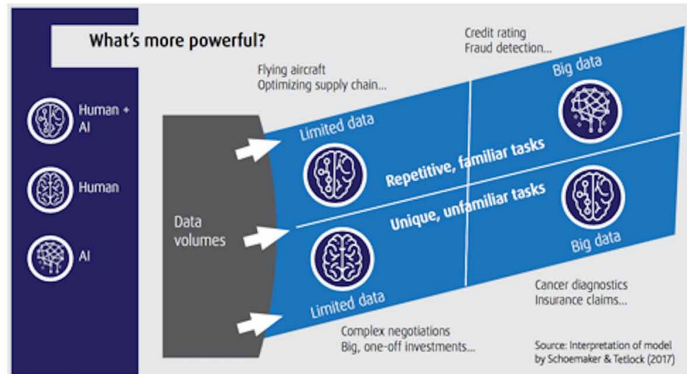 What's more powerful?
Human +
AI
Human
AI
Data
volumes
Flying aircraft
Optimizing supply chain...
Credit rating
Fraud detection...
Limited data
Big data
Repetitive, familiar tasks
Unique, unfamiliar tasks
Limited data
Big data
Complex negotiations
Big, one-off investments...
Cancer diagnostics
Insurance claims...
Source: Interpretation of model
by Schoemaker & Tetlock (2017)